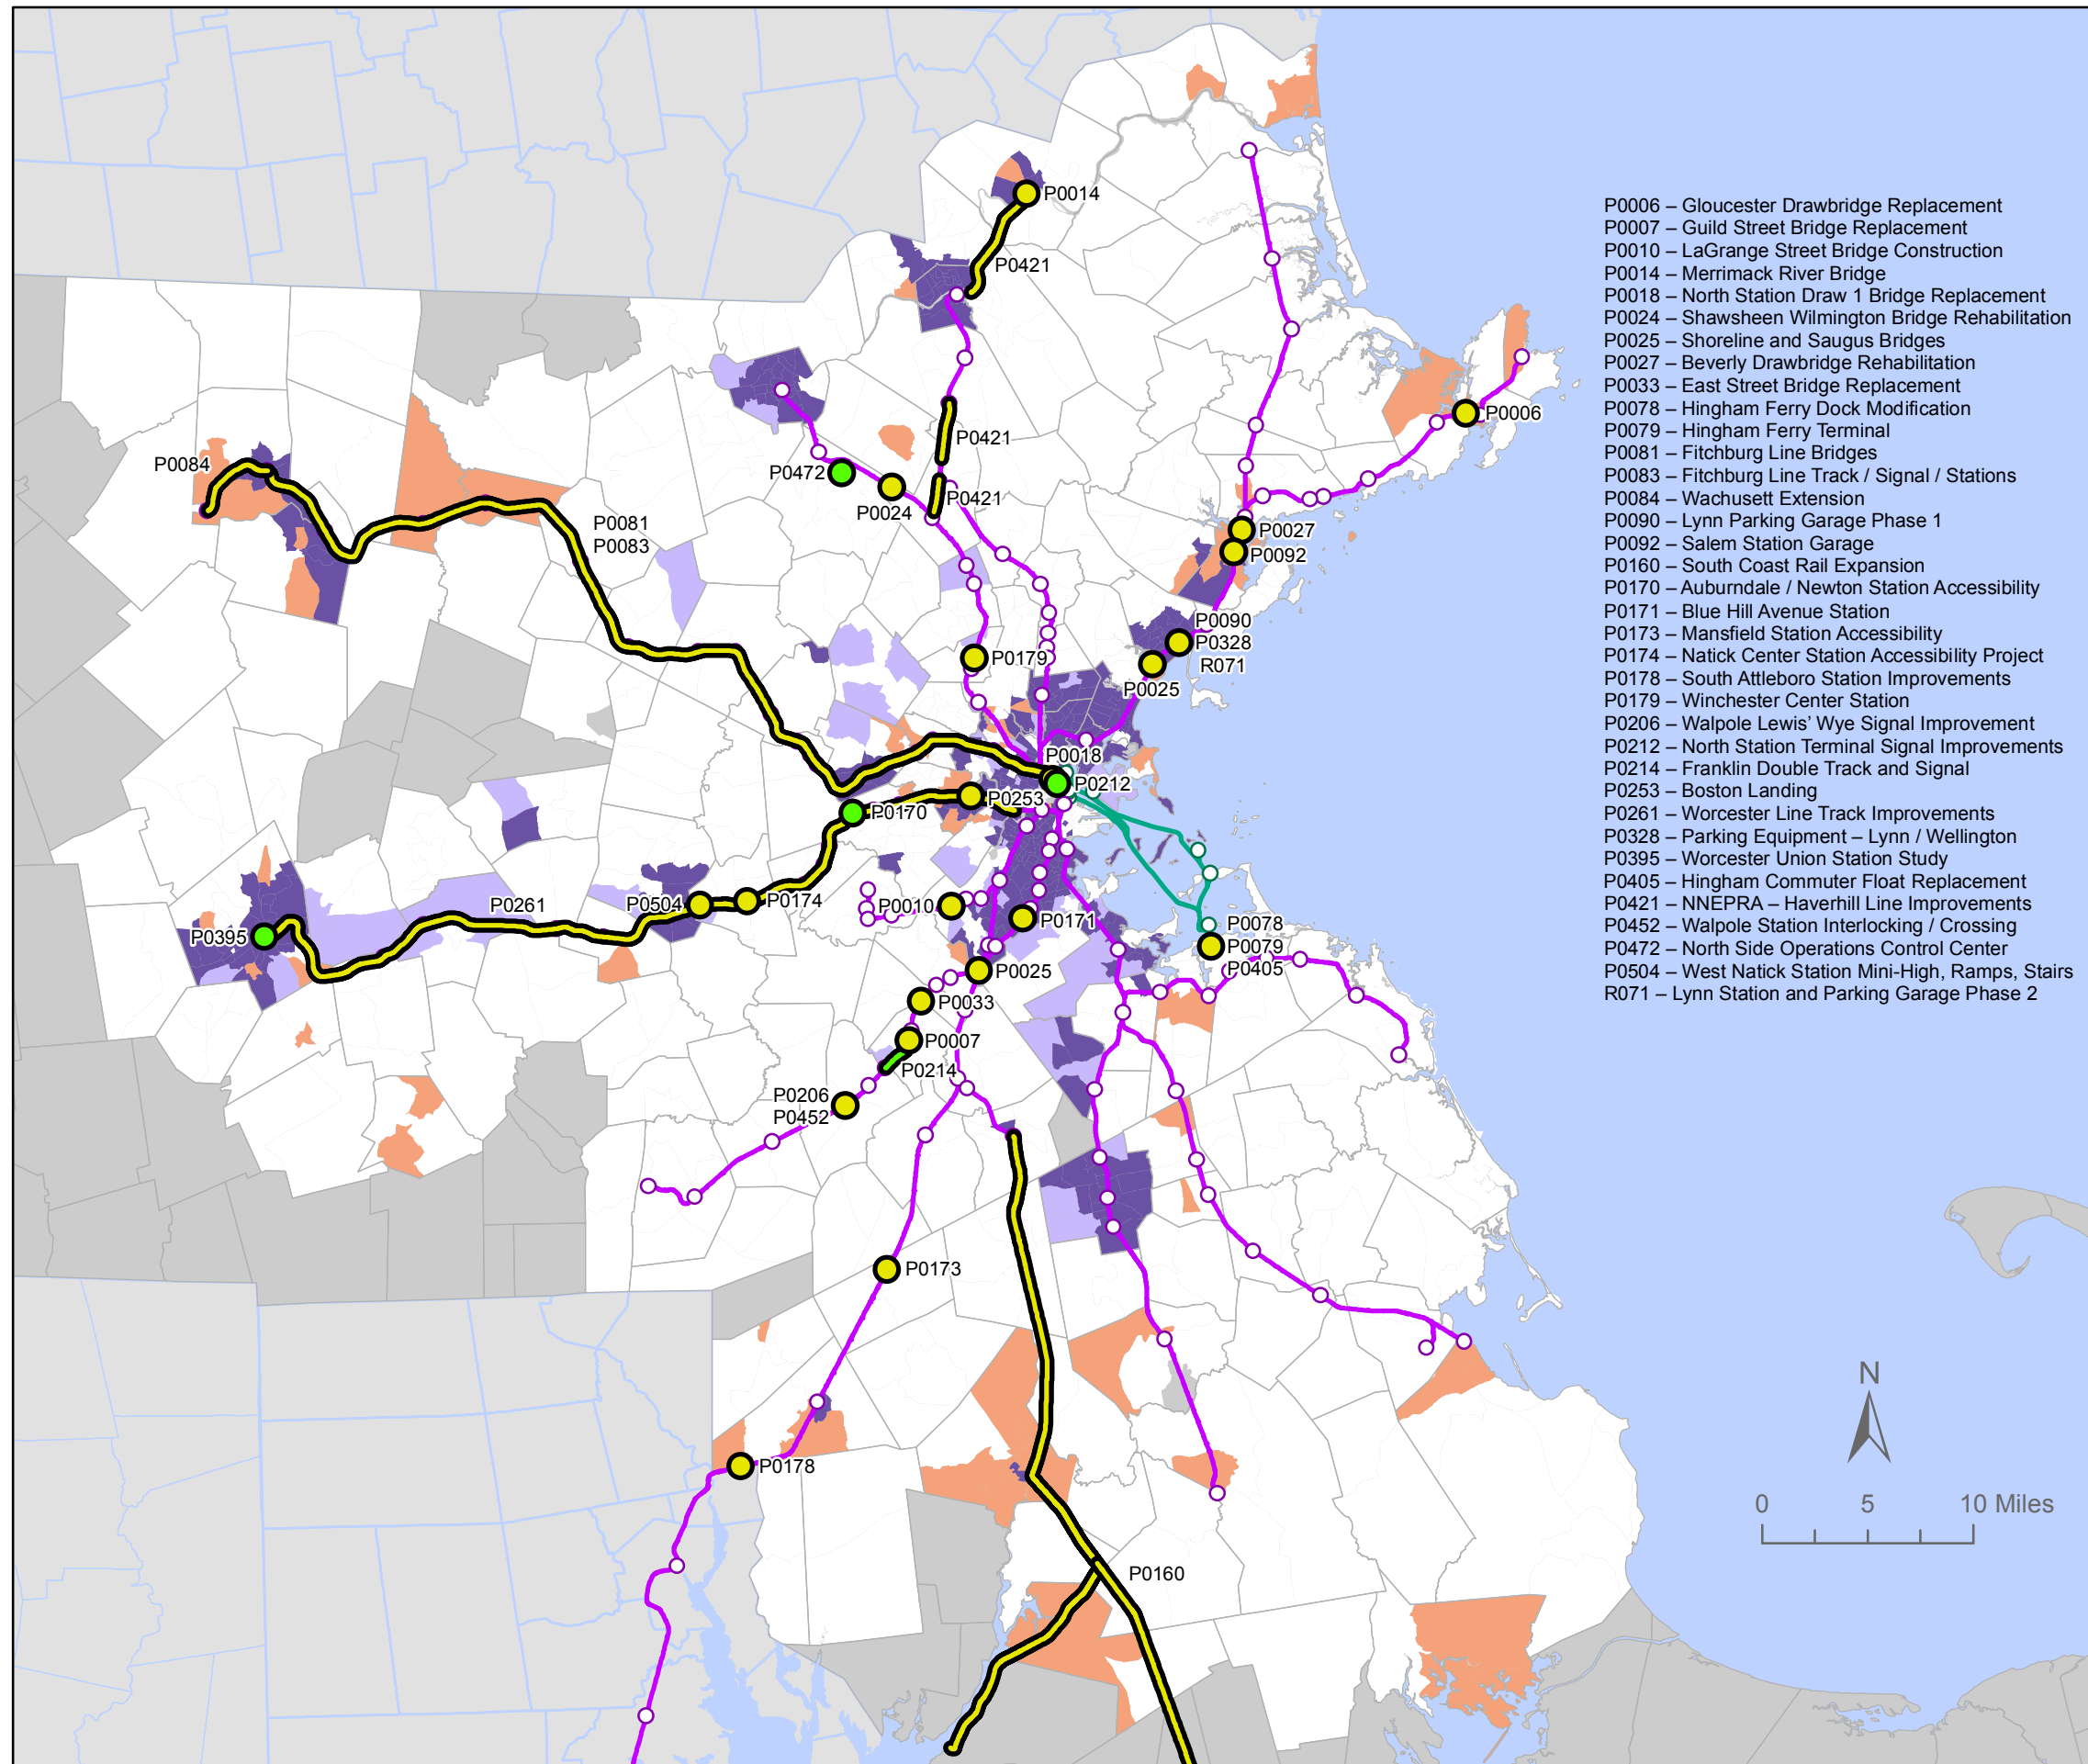 P0006 – Gloucester Drawbridge Replacement
P0007 – Guild Street Bridge Replacement
P0010 – LaGrange Street Bridge Construction
P0014 – Merrimack River Bridge
P0018 – North Station Draw 1 Bridge Replacement
P0024 – Shawsheen Wilmington Bridge Rehabilitation
P0025 – Shoreline and Saugus Bridges
P0027 – Beverly Drawbridge Rehabilitation
P0033 – East Street Bridge Replacement
P0078 – Hingham Ferry Dock Modification
P0079 – Hingham Ferry Terminal
P0081 – Fitchburg Line Bridges
P0083 – Fitchburg Line Track / Signal / Stations
P0084 – Wachusett Extension
P0090 – Lynn Parking Garage Phase 1
P0092 – Salem Station Garage
P0160 – South Coast Rail Expansion
P0170 – Auburndale / Newton Station Accessibility
P0171 – Blue Hill Avenue Station
P0173 – Mansfield Station Accessibility
P0174 – Natick Center Station Accessibility Project
P0178 – South Attleboro Station Improvements
P0179 – Winchester Center Station
P0206 – Walpole Lewis’ Wye Signal Improvement
P0212 – North Station Terminal Signal Improvements
P0214 – Franklin Double Track and Signal
P0253 – Boston Landing
P0261 – Worcester Line Track Improvements
P0328 – Parking Equipment – Lynn / Wellington
P0395 – Worcester Union Station Study
P0405 – Hingham Commuter Float Replacement
P0421 – NNEPRA – Haverhill Line Improvements
P0452 – Walpole Station Interlocking / Crossing
P0472 – North Side Operations Control Center
P0504 – West Natick Station Mini-High, Ramps, Stairs
R071 – Lynn Station and Parking Garage Phase 2
P0014
P0421
P0006
P0421
P0084
P0472
P0421
P0024
P0081
P0083
P0027
P0092
P0090
P0328
R071
P0179
P0025
P0018
P0212
P0253
P0170
P0504
P0174
P0261
P0010
P0171
P0395
P0078
P0079
P0405
P0025
P0033
P0007
P0214
P0206
P0452
P0173
P0178
P0160
N
0 5 10 Miles